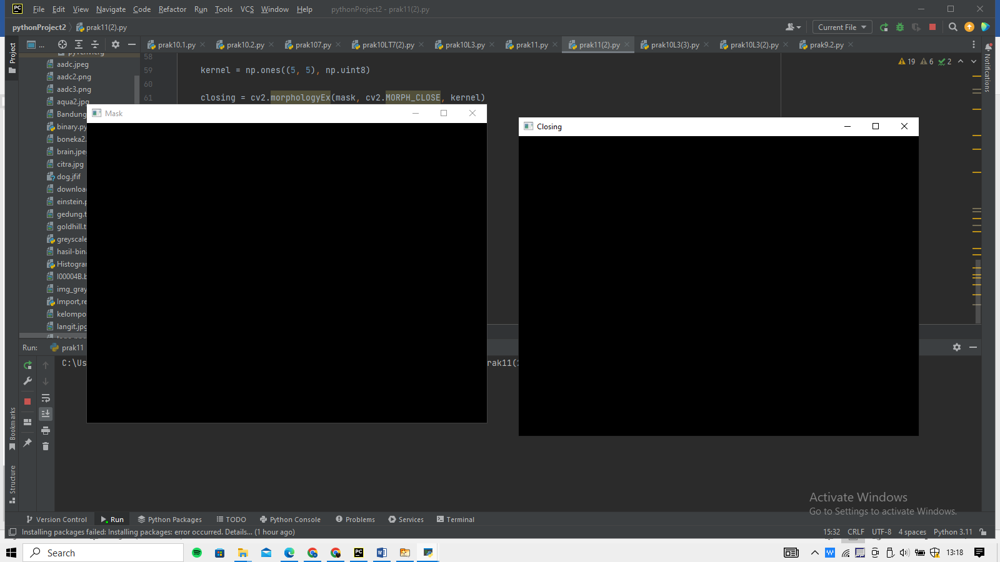 File Edit View Navigate Code Refactor Run Tools VCS Window Help pythonProject2 - prak11(2).py
pythonProject2 prak11(2).py Current File
Project ... prak10.1.py prak10.2.py prak107.py prak10LT7(2).py prak10L3.py prak11.py prak11(2).py prak10L3(3).py prak10L3(2).py prak9.2.py
58
aadc.jpeg 19 6 2
59 kernel = np.ones((5, 5), np.uint8)
aadc2.png
60
aadc3.png
61 closing = cv2.morphologyEx(mask, cv2.MORPH_CLOSE, kernel)
Notifications
aqua2.jpg
Mask
Bandung
Closing
binary.py
boneka2.
brain.jpe
citra.jpg
dog.jfif
downloa
einstein.p
gedung.t
goldhill.t
greyscale
hasil-bin
Histogra
I00004B.b
img_gray
Import,re
kelompo
langit.jpg
Run: prak11
C:\Us rak11(
Bookmarks
Structure
Activate Windows
Go to Settings to activate Windows.
Version Control Run Python Packages TODO Python Console Problems Services Terminal
Installing packages failed: Installing packages: error occurred. Details... (1 hour ago) 15:32 CRLF UTF-8 4 spaces Python 3.11
Search 13:18